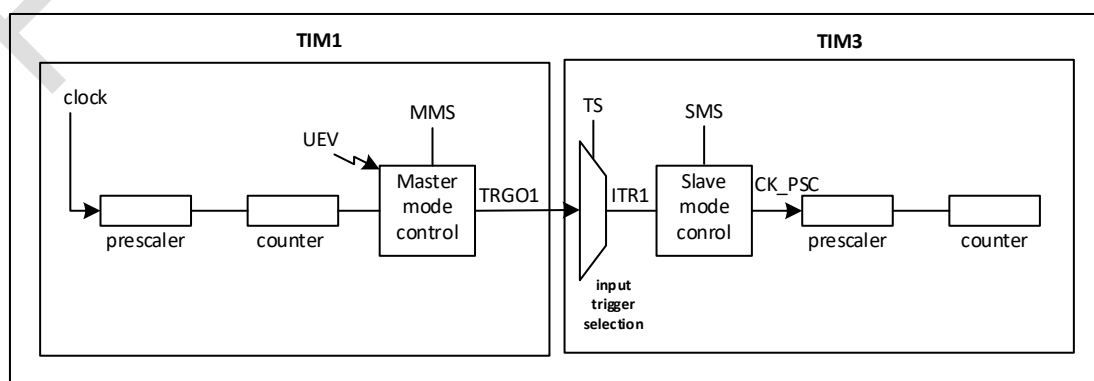 TIM1
TIM3
clock
MMS
UEV
TS
SMS
Master
mode
control
TRGO1
ITR1
Slave
mode
conrol
CK_PSC
prescaler
counter
prescaler
counter
input
trigger
selection